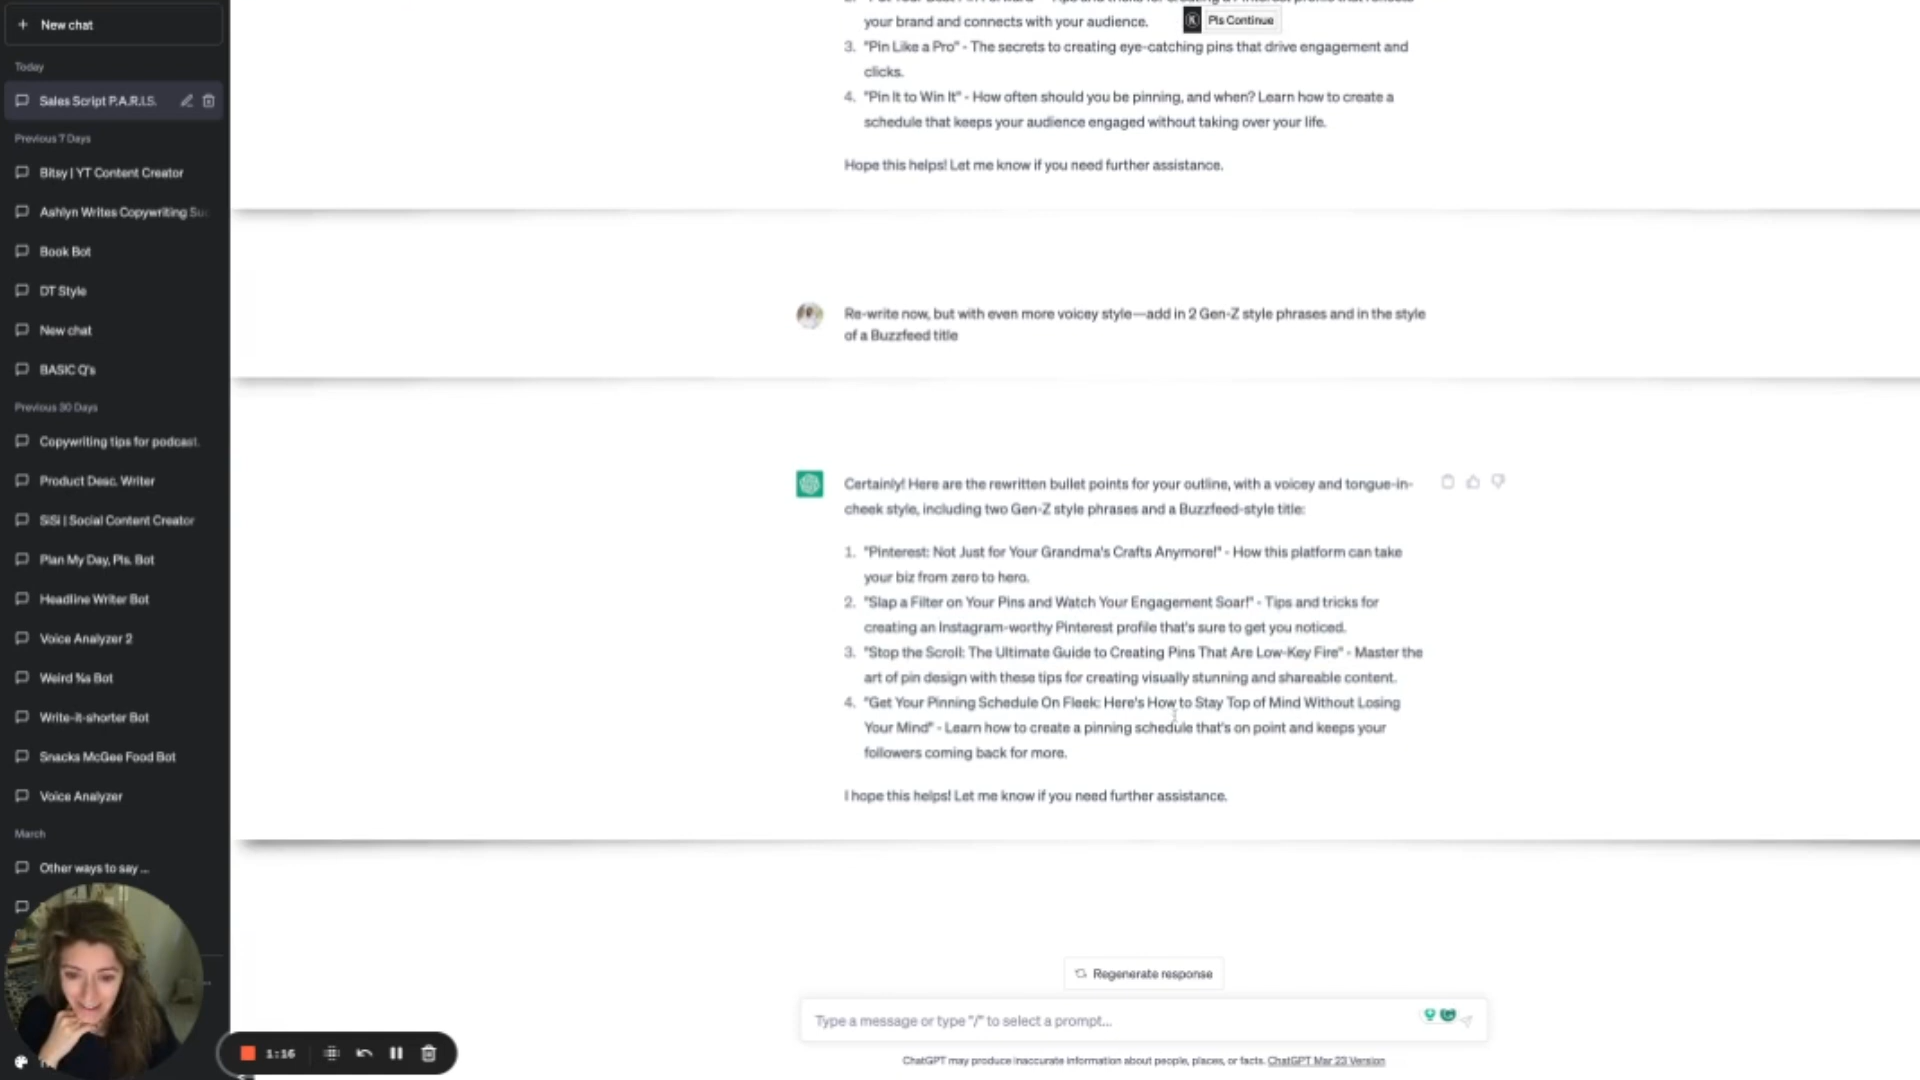 New chat
Today
Sales Script P.A.R.I.S.
Previous 7 Days
Bitsy | YT Content Creator
Ashlyn Writes Copywriting Su
Book Bot
DT Style
New chat
BASIC Q's
Previous 30 Days
Copywriting tips for podcast.
Product Desc. Writer
SiSi | Social Content Creator
Plan My Day, Pls. Bot
Headline Writer Bot
Voice Analyzer 2
Weird %s Bot
Write-it-shorter Bot
Snacks McGee Food Bot
Voice Analyzer
March
Other ways to say ...
1:16
your brand and connects with your audience.
Pls Continue
3. "Pin Like a Pro" - The secrets to creating eye-catching pins that drive engagement and
clicks.
4. "Pin It to Win It" - How often should you be pinning, and when? Learn how to create a
schedule that keeps your audience engaged without taking over your life.
Hope this helps! Let me know if you need further assistance.
Re-write now, but with even more voicey style—add in 2 Gen-Z style phrases and in the style
of a Buzzfeed title
Certainly! Here are the rewritten bullet points for your outline, with a voicey and tongue-in-
cheek style, including two Gen-Z style phrases and a Buzzfeed-style title:
1. "Pinterest: Not Just for Your Grandma's Crafts Anymore!" - How this platform can take
your biz from zero to hero.
2. "Slap a Filter on Your Pins and Watch Your Engagement Soar!" - Tips and tricks for
creating an Instagram-worthy Pinterest profile that's sure to get you noticed.
3. "Stop the Scroll: The Ultimate Guide to Creating Pins That Are Low-Key Fire" - Master the
art of pin design with these tips for creating visually stunning and shareable content.
4. "Get Your Pinning Schedule On Fleek: Here's How to Stay Top of Mind Without Losing
Your Mind" - Learn how to create a pinning schedule that's on point and keeps your
followers coming back for more.
I hope this helps! Let me know if you need further assistance.
Regenerate response
Type a message or type "/" to select a prompt...
ChatGPT may produce inaccurate information about people, places, or facts. ChatGPT Mar 23 Version